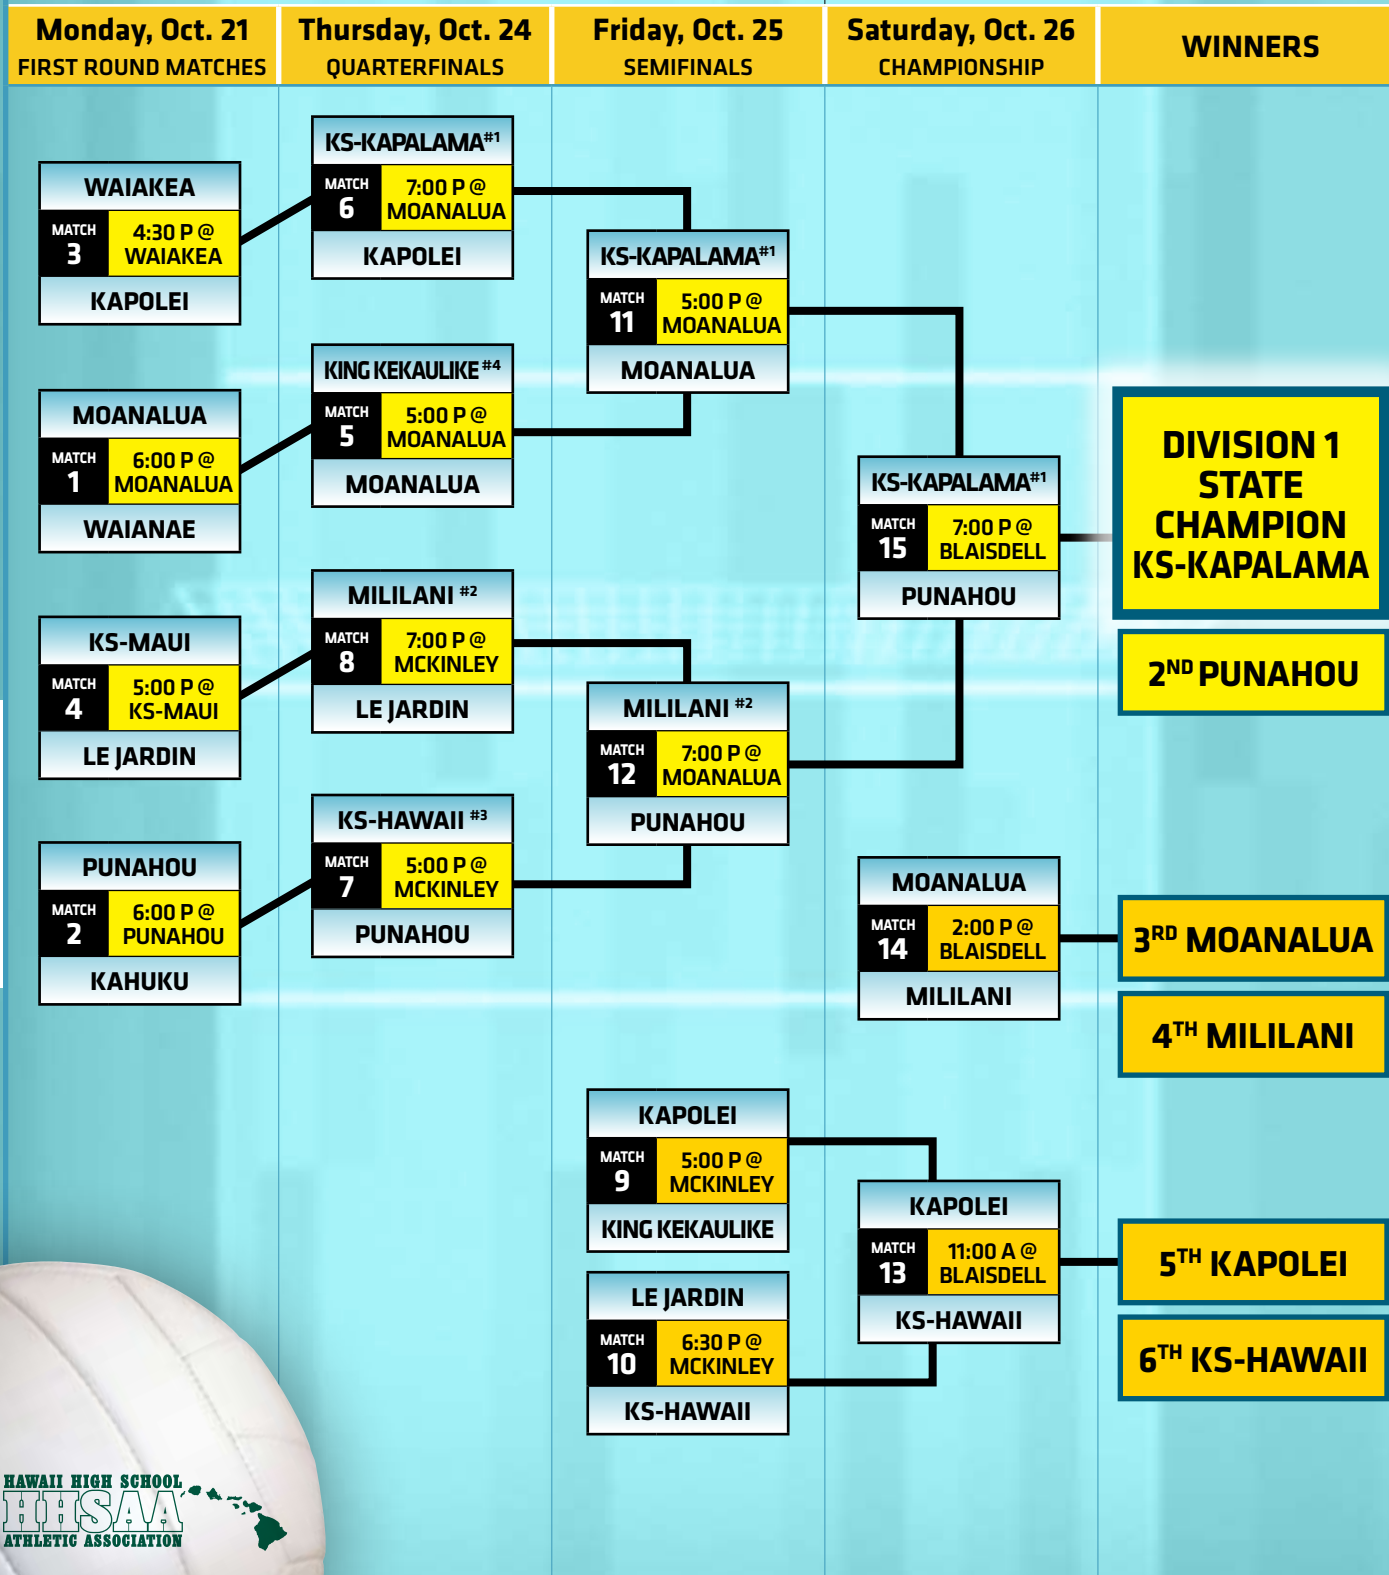 Monday, Oct. 21
FIRST ROUND MATCHES
Thursday, Oct. 24
QUARTERFINALS
Friday, Oct. 25
SEMIFINALS
Saturday, Oct. 26
CHAMPIONSHIP
WINNERS
WAIAKEA
MATCH
3
4:30 P @
WAIAKEA
KAPOLEI
MOANALUA
MATCH
1
6:00 P @
MOANALUA
WAIANAE
KS-MAUI
MATCH
4
5:00 P @
KS-MAUI
LE JARDIN
PUNAHOU
MATCH
2
6:00 P @
PUNAHOU
KAHUKU
KS-KAPALAMA#1
MATCH
6
7:00 P @
MOANALUA
KAPOLEI
KING KEKAULIKE #4
MATCH
5
5:00 P @
MOANALUA
MOANALUA
MILILANI #2
MATCH
8
7:00 P @
MCKINLEY
LE JARDIN
KS-HAWAII #3
MATCH
7
5:00 P @
MCKINLEY
PUNAHOU
KS-KAPALAMA#1
MATCH
11
5:00 P @
MOANALUA
MOANALUA
MILILANI #2
MATCH
12
7:00 P @
MOANALUA
PUNAHOU
KAPOLEI
MATCH
9
5:00 P @
MCKINLEY
KING KEKAULIKE
LE JARDIN
MATCH
10
6:30 P @
MCKINLEY
KS-HAWAII
KS-KAPALAMA#1
MATCH
15
7:00 P @
BLAISDELL
PUNAHOU
MOANALUA
MATCH
14
2:00 P @
BLAISDELL
MILILANI
KAPOLEI
MATCH
13
11:00 A @
BLAISDELL
KS-HAWAII
DIVISION 1
STATE
CHAMPION
KS-KAPALAMA
2ND PUNAHOU
3RD MOANALUA
4TH MILILANI
5TH KAPOLEI
6TH KS-HAWAII
HAWAII HIGH SCHOOL
HHSAA
ATHLETIC ASSOCIATION